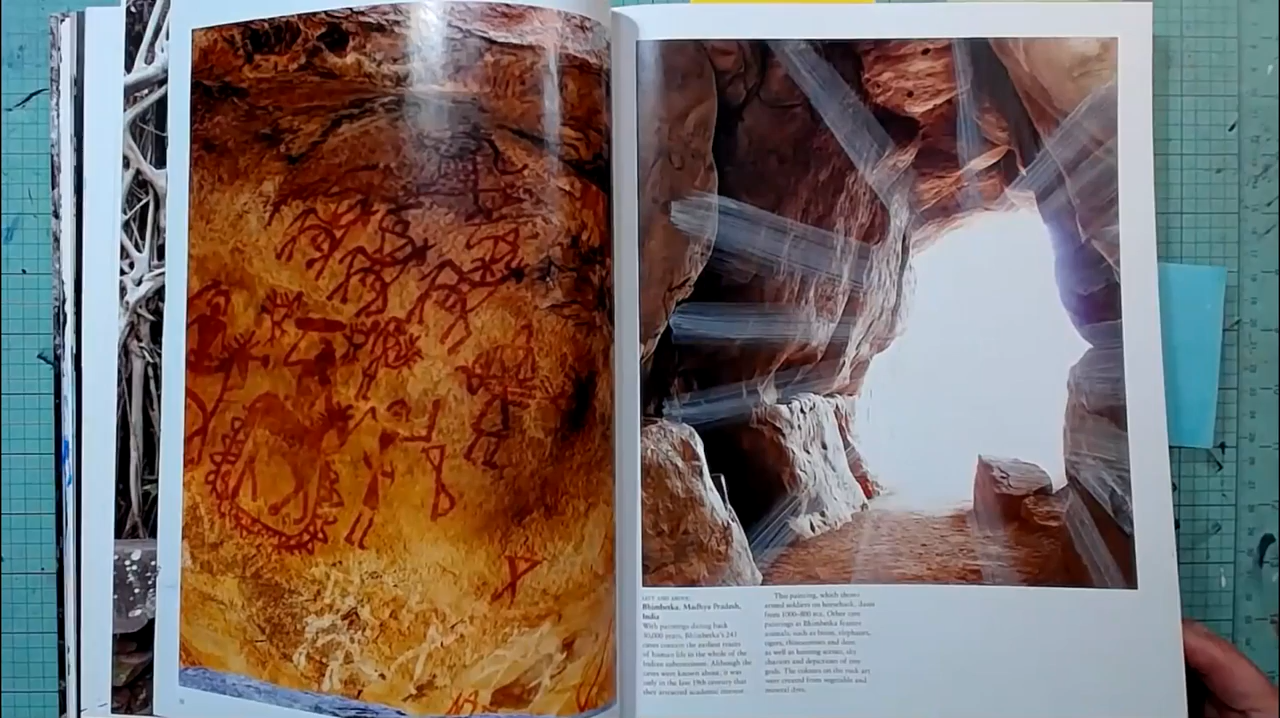 LEFT AND ABOVE:
Bhimbetka, Madhya Pradesh,
India
With paintings dating back
30,000 years, Bhimbetka's 243
caves contain the earliest traces
of human life in the whole of the
Indian subcontinent. Although the
caves were known about, it was
only in the late 19th century that
they attracted academic interest.
This painting, which shows
armed soldiers on horseback, dates
from 1000–800 BCE. Other cave
paintings in Bhimbetka feature
animals, such as bison, elephants,
tigers, rhinoceroses and deer,
as well as hunting scenes, sky
chariots and depictions of tree
gods. The colours on the rock art
were created from vegetable and
mineral dyes.